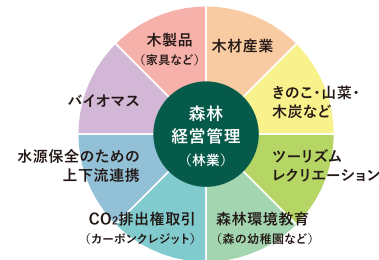 木製品
（家具など）
木材産業
きのこ・山菜・
木炭など
ツーリズム
レクリエーション
森林環境教育
（森の幼稚園など）
CO₂排出権取引
（カーボンクレジット）
水源保全のための
上下流連携
バイオマス
森林
経営管理
（林業）